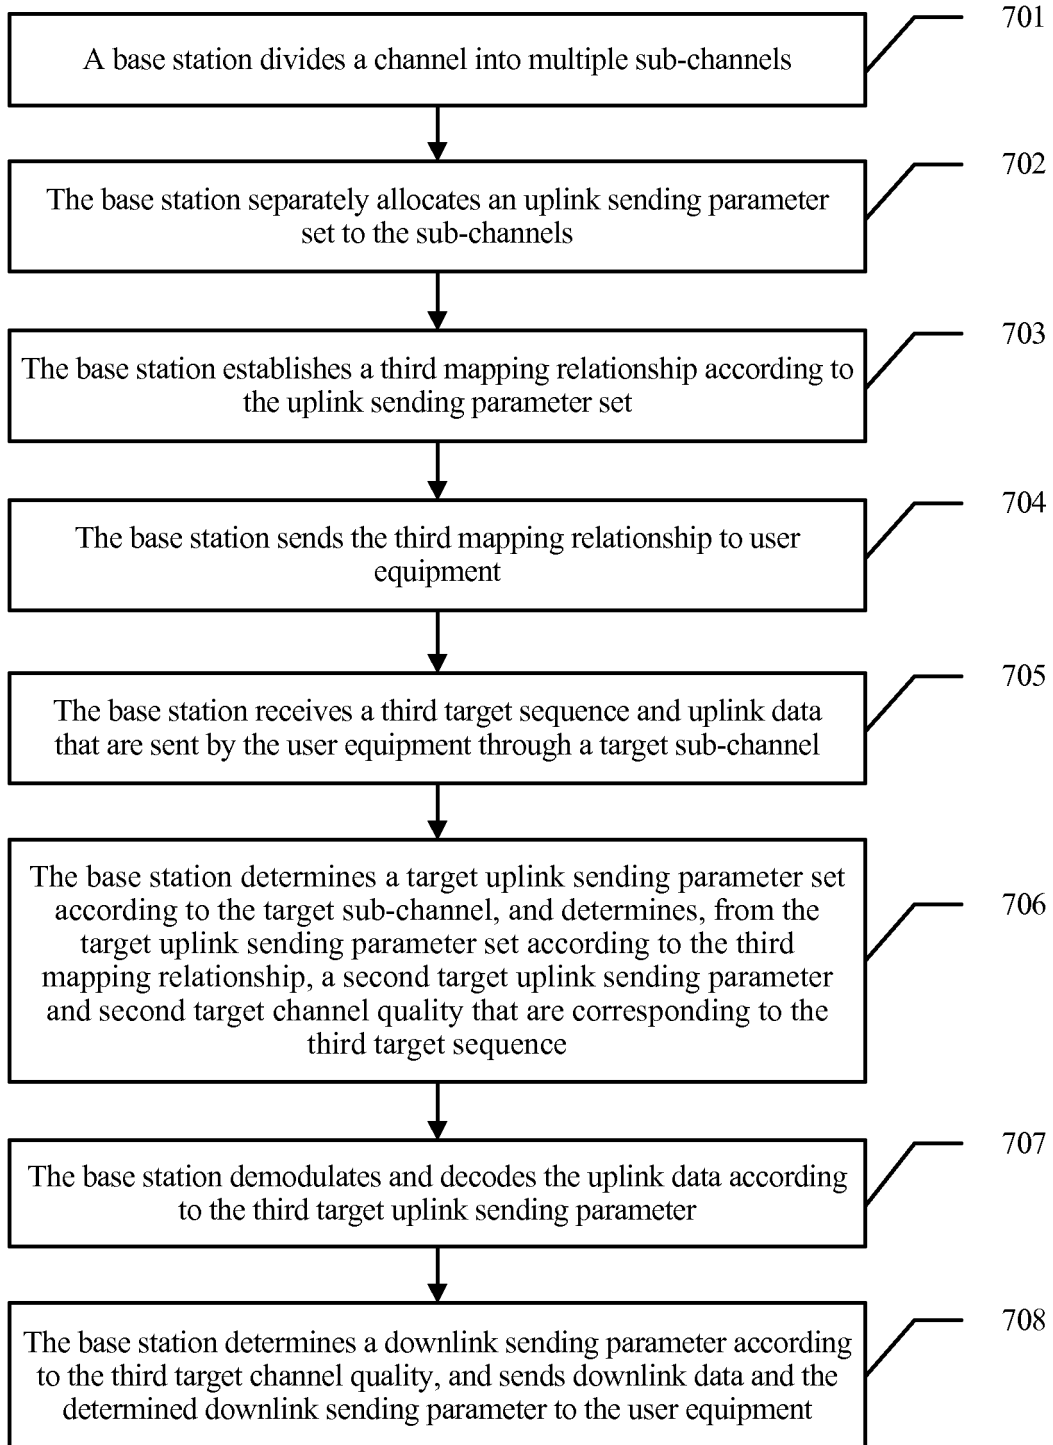 701
A base station divides a channel into multiple sub-channels
702
The base station separately allocates an uplink sending parameter
set to the sub-channels
703
The base station establishes a third mapping relationship according to
the uplink sending parameter set
704
The base station sends the third mapping relationship to user
equipment
705
The base station receives a third target sequence and uplink data
that are sent by the user equipment through a target sub-channel
706
The base station determines a target uplink sending parameter set
according to the target sub-channel, and determines, from the
target uplink sending parameter set according to the third
mapping relationship, a second target uplink sending parameter
and second target channel quality that are corresponding to the
third target sequence
707
The base station demodulates and decodes the uplink data according
to the third target uplink sending parameter
708
The base station determines a downlink sending parameter according
to the third target channel quality, and sends downlink data and the
determined downlink sending parameter to the user equipment